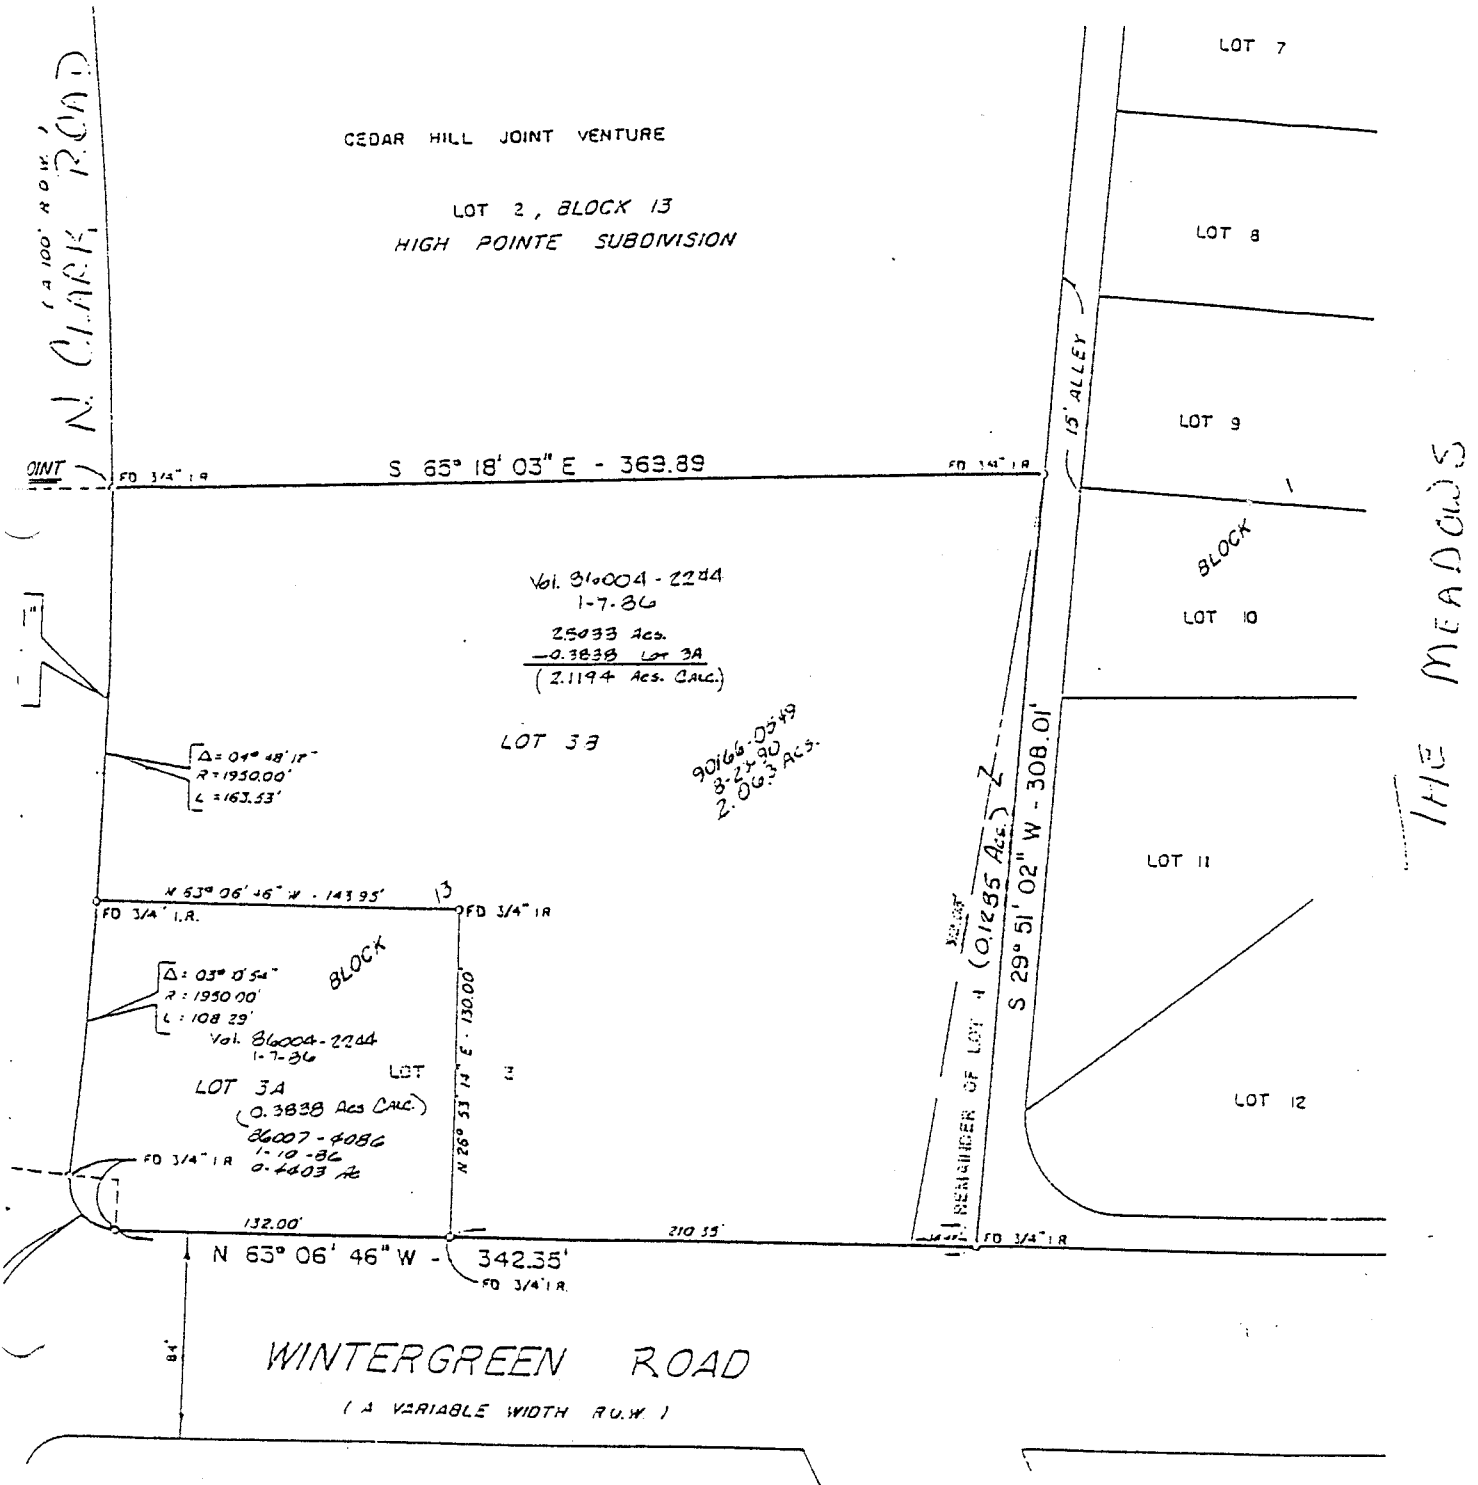 LOT 7
CEDAR HILL JOINT VENTURE
LOT 2, BLOCK 13
HIGH POINTE SUBDIVISION
N. CLARK ROAD
(A 100' R.O.W.)
LOT 8
15' ALLEY
LOT 9
OINT
FD 3/4" I R
S 65° 18' 03" E - 369.89
FD 3/4" I R
1
BLOCK
THE MEADOWS
LOT 10
Vol. 86004-2244
1-7-86
2.5033 Acs.
-0.3838 Lot 3A
(2.1194 Acs. Calc.)
LOT 3B
90166-0549
8-2-90
2.063 Acs.
Δ = 04° 48' 18"
R = 1950.00'
L = 163.53'
S 29° 51' 02" W - 308.01'
REMAINDER OF LOT 4 (0.1285 Acs.)
LOT 11
N 63° 06' 46" W - 143.95'
13
FD 3/4" I.R.
FD 3/4" I R
BLOCK
Δ = 03°
R = 1950.00'
L = 108.29'
Vol. 86004-2244
1-7-86
LOT 3
N 26° 53' 14" E - 130.00'
LOT 3A
(0.3838 Acs Calc.)
86007-4086
1-10-86
0.4403 Ac
FD 3/4" I R
LOT 12
132.00'
210.35'
FD 3/4" I R
N 63° 06' 46" W - 342.35'
FD 3/4" I R.
84'
WINTERGREEN ROAD
(A VARIABLE WIDTH R.O.W.)